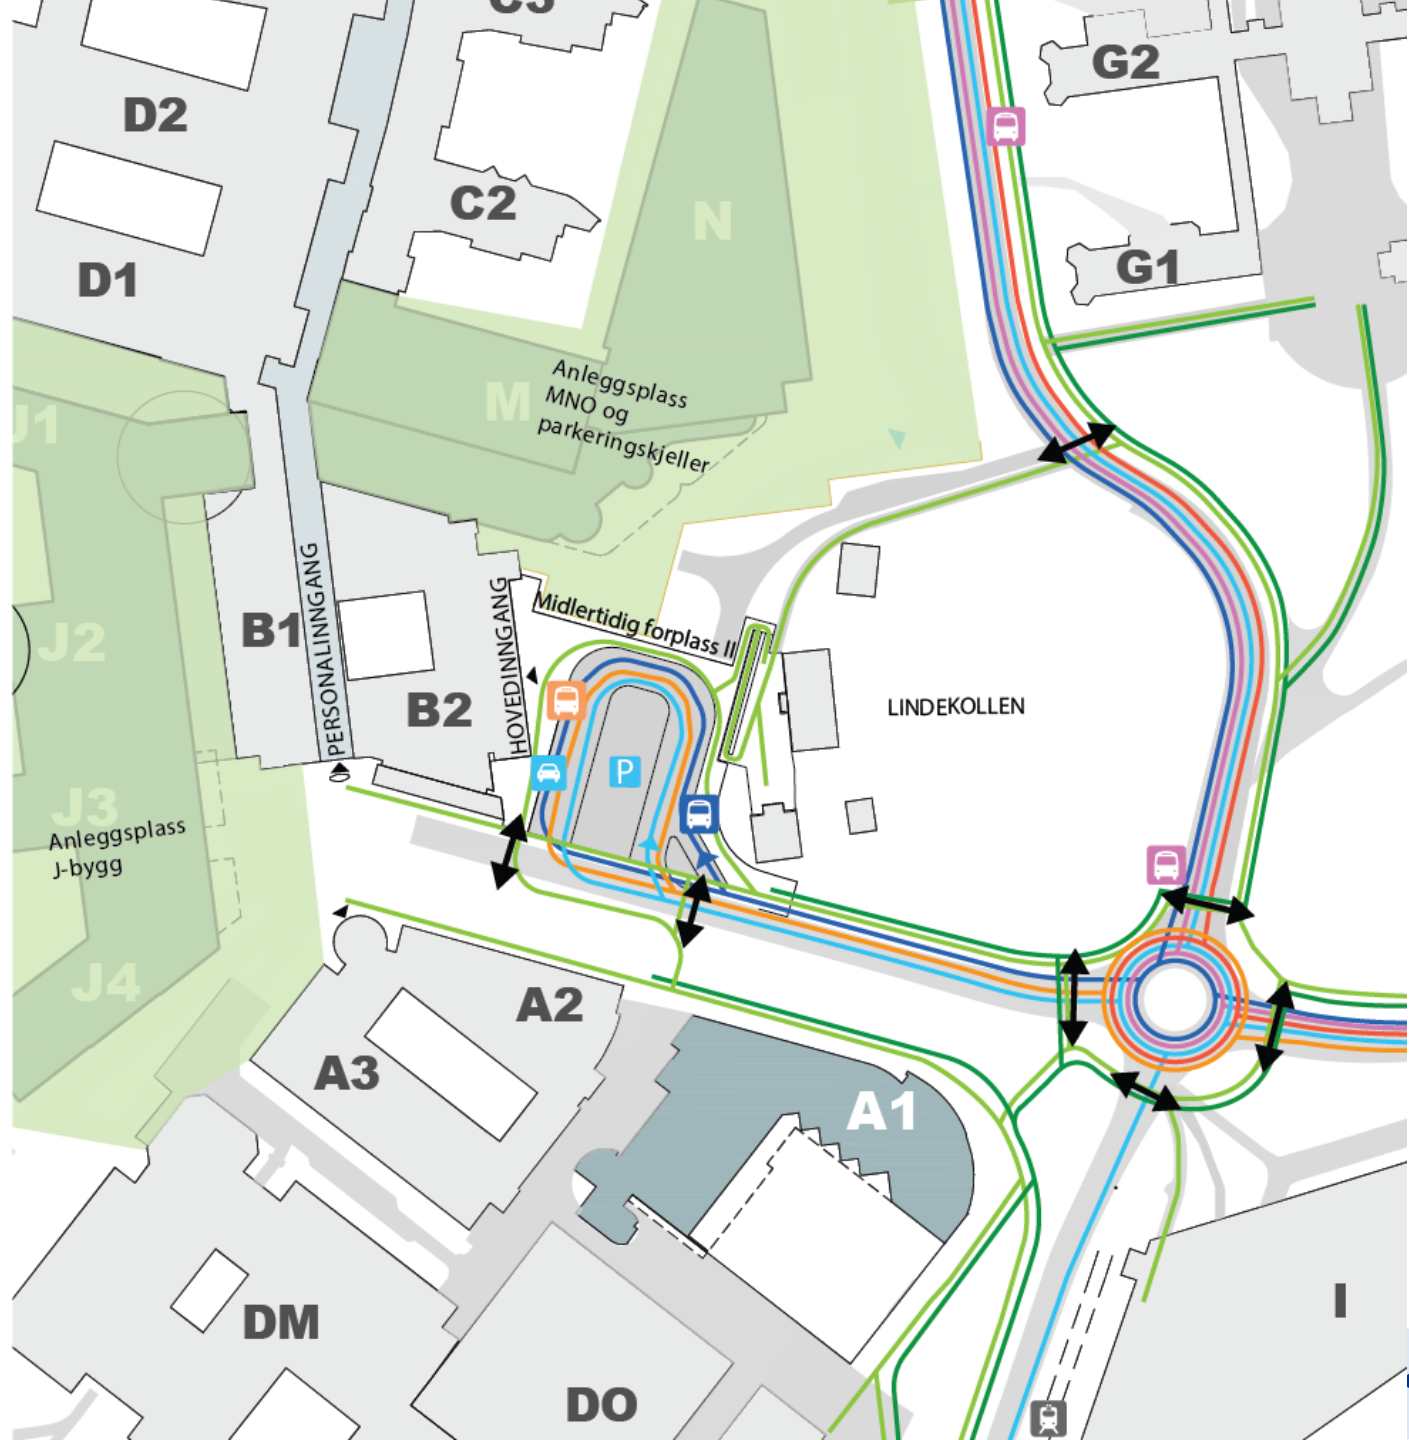 C3
G2
D2
C2
N
G1
D1
Anleggsplass
MNO og
parkeringskjeller
M
J1
PERSONALINNGANG
HOVEDINNGANG
Midlertidig forplass II
B1
J2
B2
LINDEKOLLEN
P
J3
Anleggsplass
J-bygg
J4
A2
A3
A1
I
DM
DO